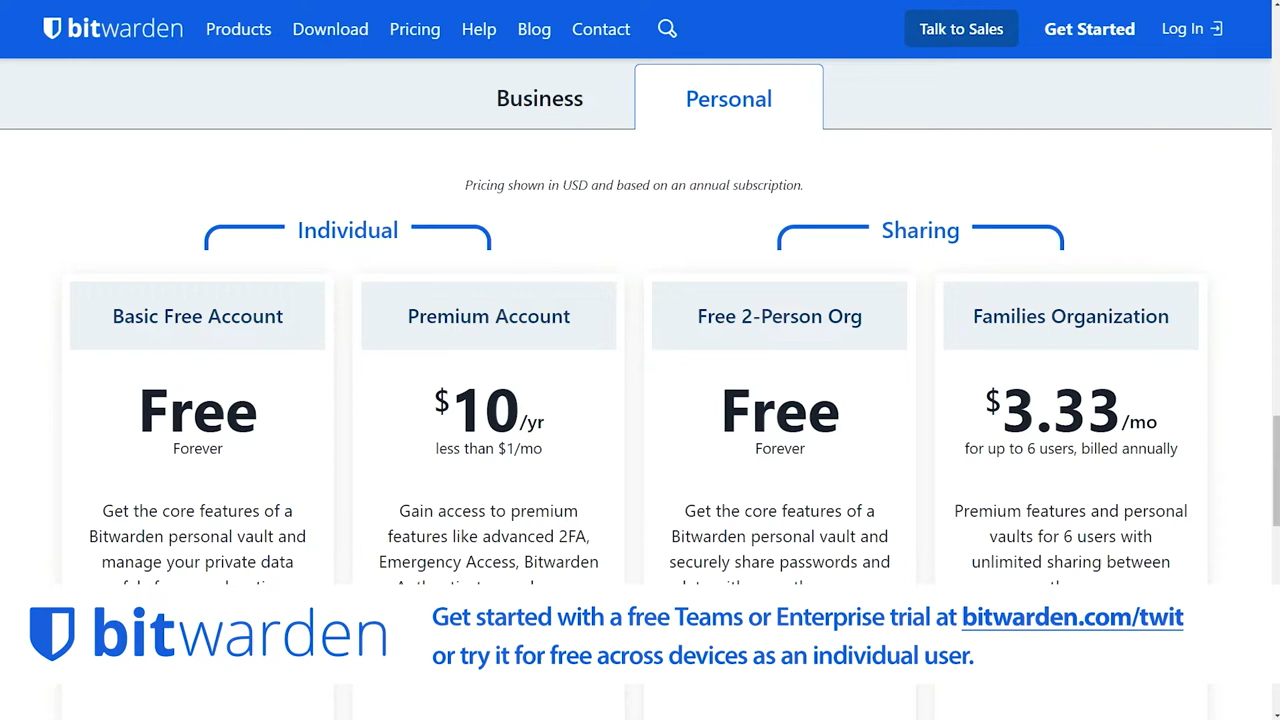 bitwarden Products Download Pricing Help Blog Contact Talk to Sales Get Started Log In
Business Personal
Pricing shown in USD and based on an annual subscription.
Individual Sharing
Basic Free Account
Free
Forever
Get the core features of a
Bitwarden personal vault and
manage your private data
Premium Account
$10/yr
less than $1/mo
Gain access to premium
features like advanced 2FA,
Emergency Access, Bitwarden
Free 2-Person Org
Free
Forever
Get the core features of a
Bitwarden personal vault and
securely share passwords and
Families Organization
$3.33/mo
for up to 6 users, billed annually
Premium features and personal
vaults for 6 users with
unlimited sharing between
bitwarden
Get started with a free Teams or Enterprise trial at bitwarden.com/twit
or try it for free across devices as an individual user.